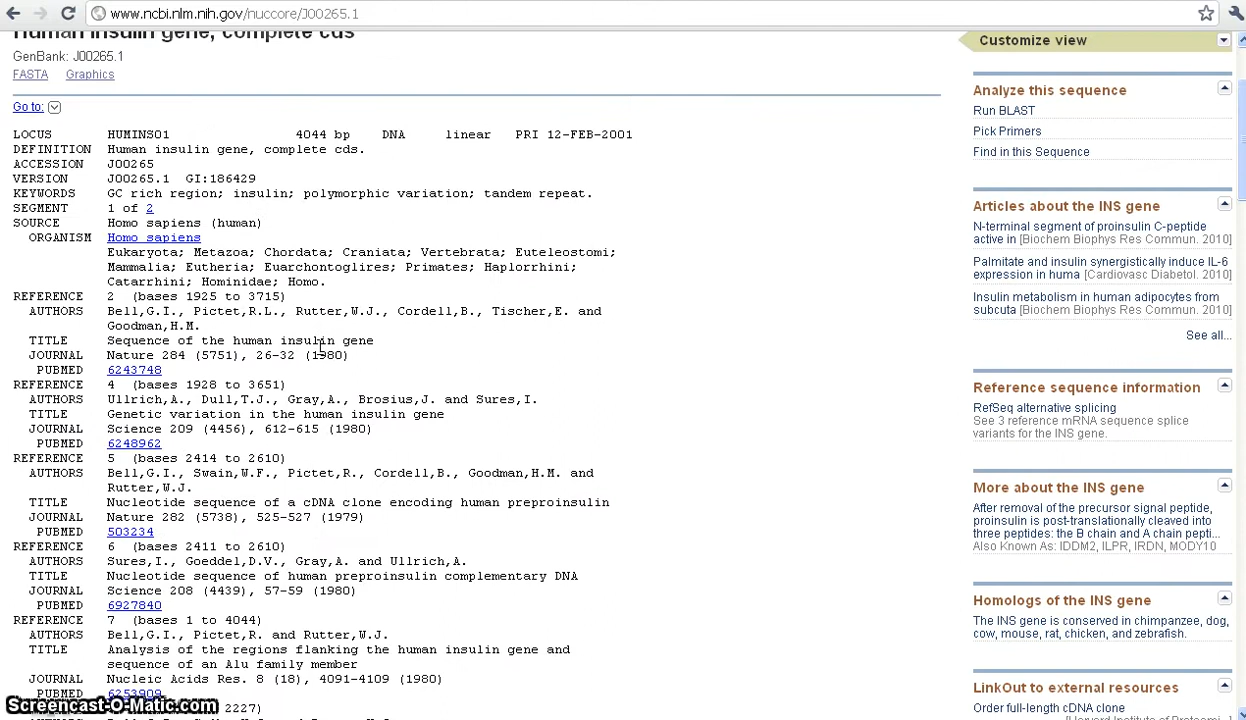 www.ncbi.nlm.nih.gov/nuccore/J00265.1
Human insulin gene, complete cds
GenBank: J00265.1
FASTA Graphics
Go to:
LOCUS HUMINS01 4044 bp DNA linear PRI 12-FEB-2001
DEFINITION Human insulin gene, complete cds.
ACCESSION J00265
VERSION J00265.1 GI:186429
KEYWORDS GC rich region; insulin; polymorphic variation; tandem repeat.
SEGMENT 1 of 2
SOURCE Homo sapiens (human)
ORGANISM Homo sapiens
Eukaryota; Metazoa; Chordata; Craniata; Vertebrata; Euteleostomi;
Mammalia; Eutheria; Euarchontoglires; Primates; Haplorrhini;
Catarrhini; Hominidae; Homo.
REFERENCE 2 (bases 1925 to 3715)
AUTHORS Bell,G.I., Pictet,R.L., Rutter,W.J., Cordell,B., Tischer,E. and
Goodman,H.M.
TITLE Sequence of the human insulin gene
JOURNAL Nature 284 (5751), 26-32 (1980)
PUBMED 6243748
REFERENCE 4 (bases 1928 to 3651)
AUTHORS Ullrich,A., Dull,T.J., Gray,A., Brosius,J. and Sures,I.
TITLE Genetic variation in the human insulin gene
JOURNAL Science 209 (4456), 612-615 (1980)
PUBMED 6248962
REFERENCE 5 (bases 2414 to 2610)
AUTHORS Bell,G.I., Swain,W.F., Pictet,R., Cordell,B., Goodman,H.M. and
Rutter,W.J.
TITLE Nucleotide sequence of a cDNA clone encoding human preproinsulin
JOURNAL Nature 282 (5738), 525-527 (1979)
PUBMED 503234
REFERENCE 6 (bases 2411 to 2610)
AUTHORS Sures,I., Goeddel,D.V., Gray,A. and Ullrich,A.
TITLE Nucleotide sequence of human preproinsulin complementary DNA
JOURNAL Science 208 (4439), 57-59 (1980)
PUBMED 6927840
REFERENCE 7 (bases 1 to 4044)
AUTHORS Bell,G.I., Pictet,R. and Rutter,W.J.
TITLE Analysis of the regions flanking the human insulin gene and
sequence of an Alu family member
JOURNAL Nucleic Acids Res. 8 (18), 4091-4109 (1980)
PUBMED 6253909
2227)
Screencast-O-Matic.com
Customize view
Analyze this sequence
Run BLAST
Pick Primers
Find in this Sequence
Articles about the INS gene
N-terminal segment of proinsulin C-peptide
active in [Biochem Biophys Res Commun. 2010]
Palmitate and insulin synergistically induce IL-6
expression in huma [Cardiovasc Diabetol. 2010]
Insulin metabolism in human adipocytes from
subcuta [Biochem Biophys Res Commun. 2010]
See all...
Reference sequence information
RefSeq alternative splicing
See 3 reference mRNA sequence splice
variants for the INS gene.
More about the INS gene
After removal of the precursor signal peptide,
proinsulin is post-translationally cleaved into
three peptides: the B chain and A chain pepti...
Also Known As: IDDM2, ILPR, IRDN, MODY10
Homologs of the INS gene
The INS gene is conserved in chimpanzee, dog,
cow, mouse, rat, chicken, and zebrafish.
LinkOut to external resources
Order full-length cDNA clone